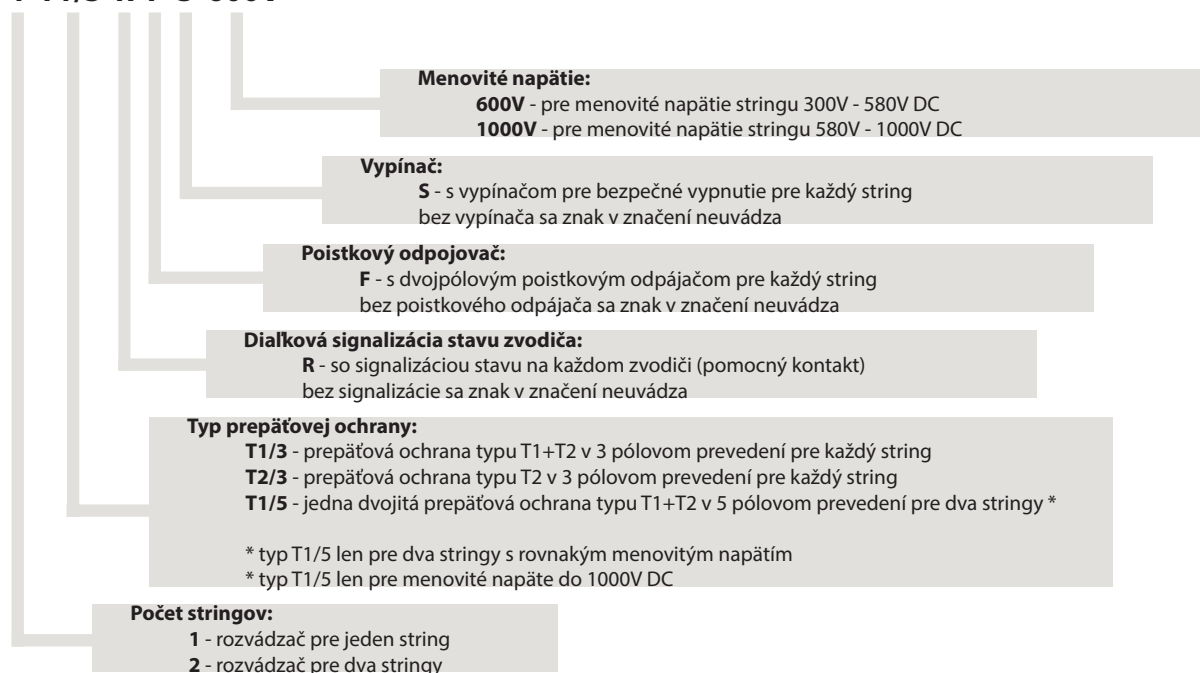 Menovité napätie:
600V - pre menovité napätie stringu 300V - 580V DC
1000V - pre menovité napätie stringu 580V - 1000V DC
Vypínač:
S - s vypínačom pre bezpečné vypnutie pre každý string
bez vypínača sa znak v značení neuvádza
Poistkový odpojovač:
F - s dvojpólovým poistkovým odpájačom pre každý string
bez poistkového odpájača sa znak v značení neuvádza
Diaľková signalizácia stavu zvodiča:
R - so signalizáciou stavu na každom zvodiči (pomocný kontakt)
bez signalizácie sa znak v značení neuvádza
Typ prepäťovej ochrany:
T1/3 - prepäťová ochrana typu T1+T2 v 3 pólovom prevedení pre každý string
T2/3 - prepäťová ochrana typu T2 v 3 pólovom prevedení pre každý string
T1/5 - jedna dvojitá prepäťová ochrana typu T1+T2 v 5 pólovom prevedení pre dva stringy *
* typ T1/5 len pre dva stringy s rovnakým menovitým napätím
* typ T1/5 len pre menovité napäte do 1000V DC
Počet stringov:
1 - rozvádzač pre jeden string
2 - rozvádzač pre dva stringy